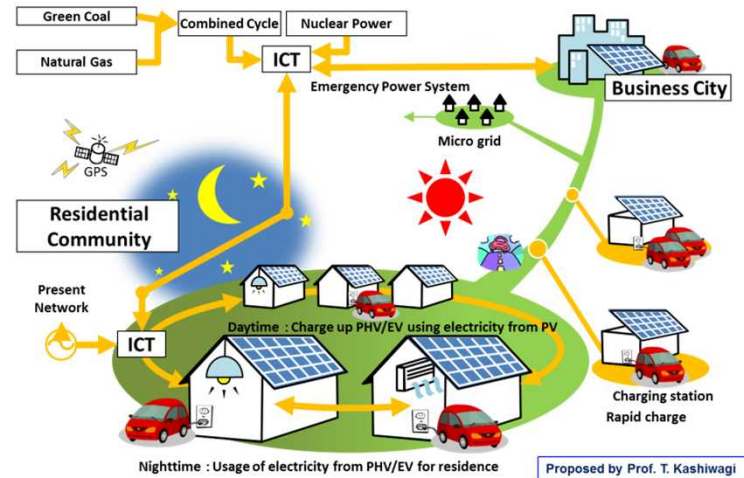 Green Coal
Combined Cycle
Nuclear Power
Natural Gas
ICT
Emergency Power System
Business City
Micro grid
GPS
Residential
Community
Present
Network
ICT
Daytime : Charge up PHV/EV using electricity from PV
Charging station
Rapid charge
Nighttime : Usage of electricity from PHV/EV for residence
Proposed by Prof. T. Kashiwagi